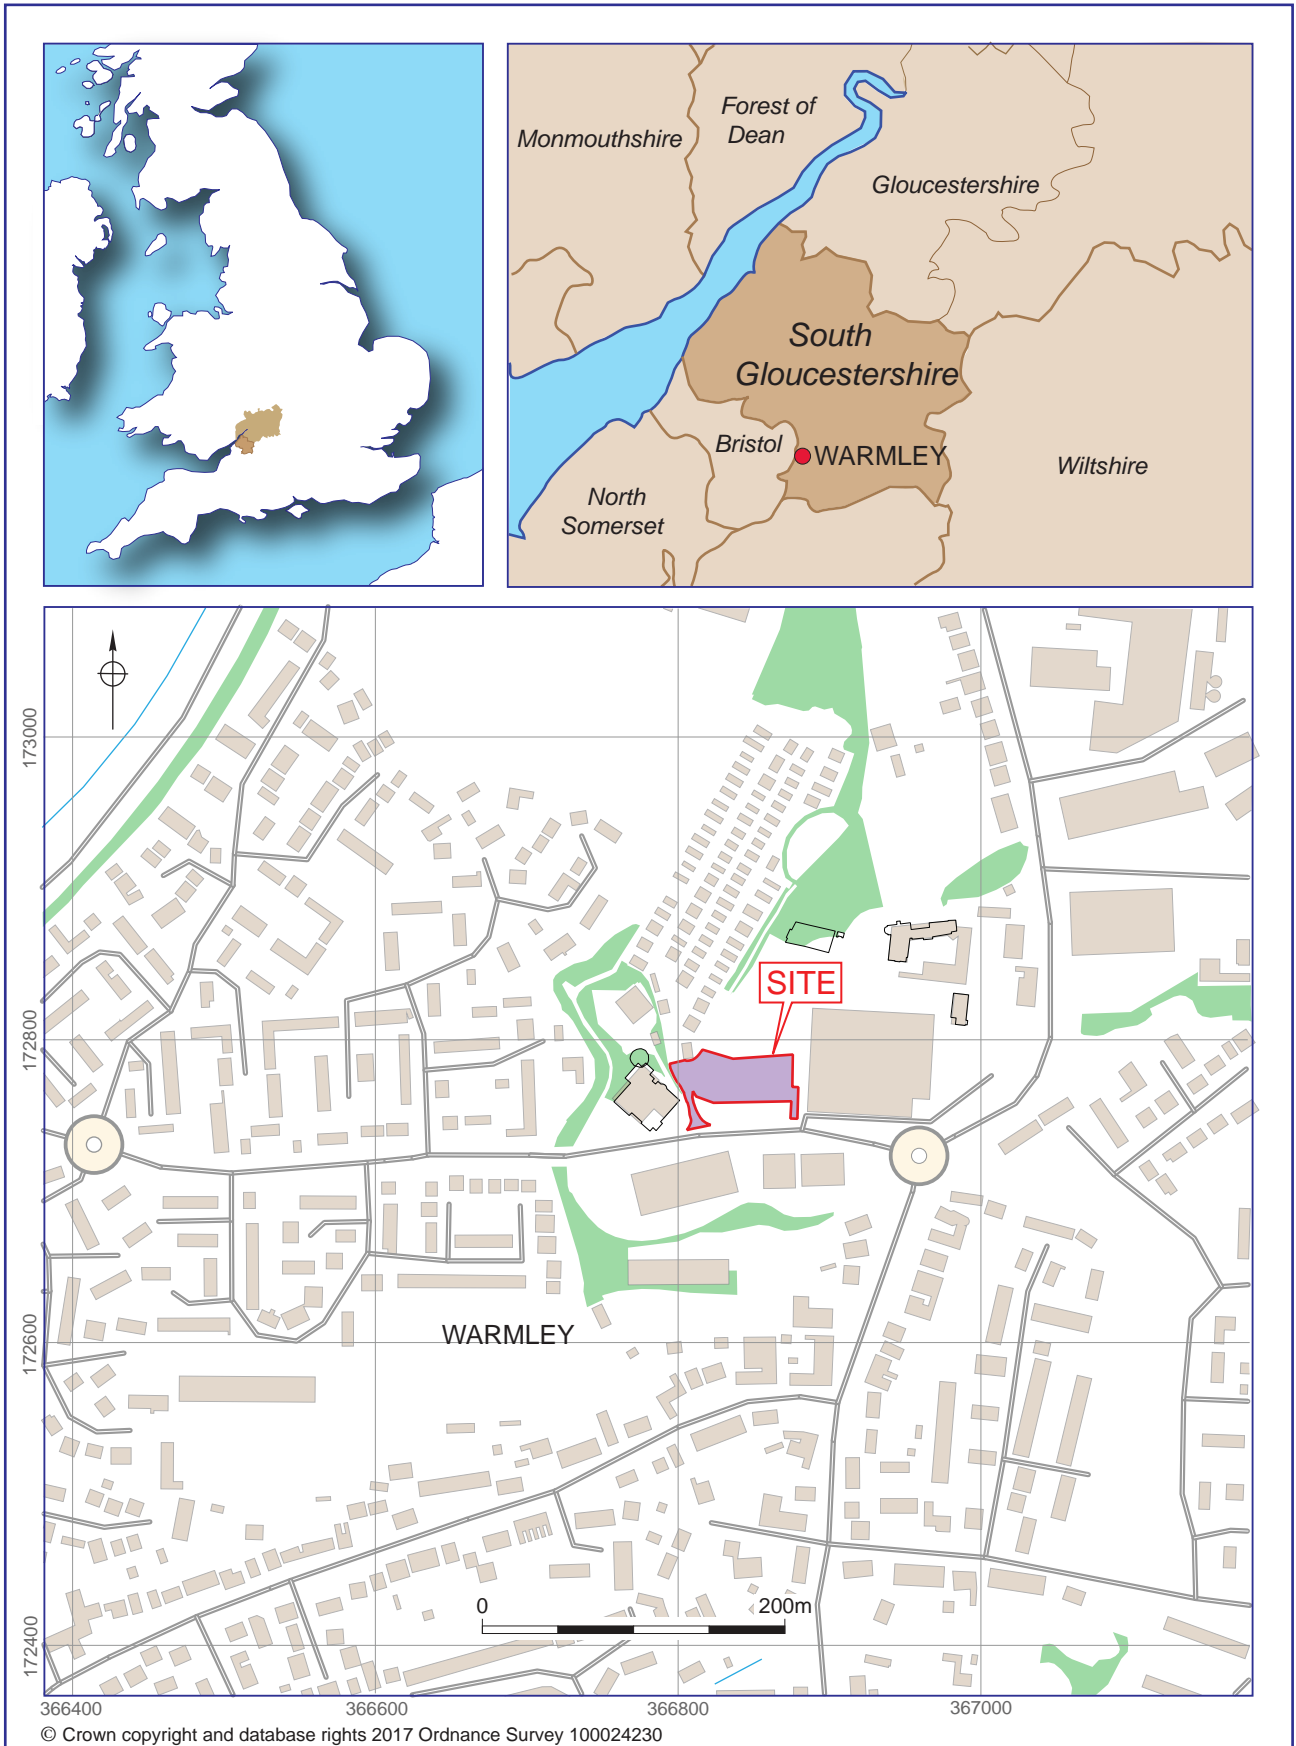 Monmouthshire
Forest of
Dean
Gloucestershire
South
Gloucestershire
Bristol
WARMLEY
Wiltshire
North
Somerset
173000
172800
172600
172400
SITE
WARMLEY
0 200m
366400 366600 366800 367000
© Crown copyright and database rights 2017 Ordnance Survey 100024230